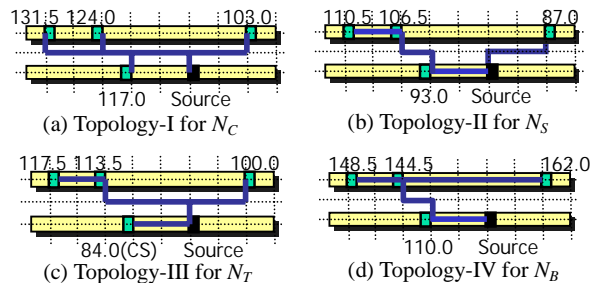 131.5 124.0 103.0
117.0 Source
(a) Topology-I for N_C
110.5 106.5 87.0
93.0 Source
(b) Topology-II for N_S
117.5 113.5 100.0
84.0(CS) Source
(c) Topology-III for N_T
148.5 144.5 162.0
110.0 Source
(d) Topology-IV for N_B